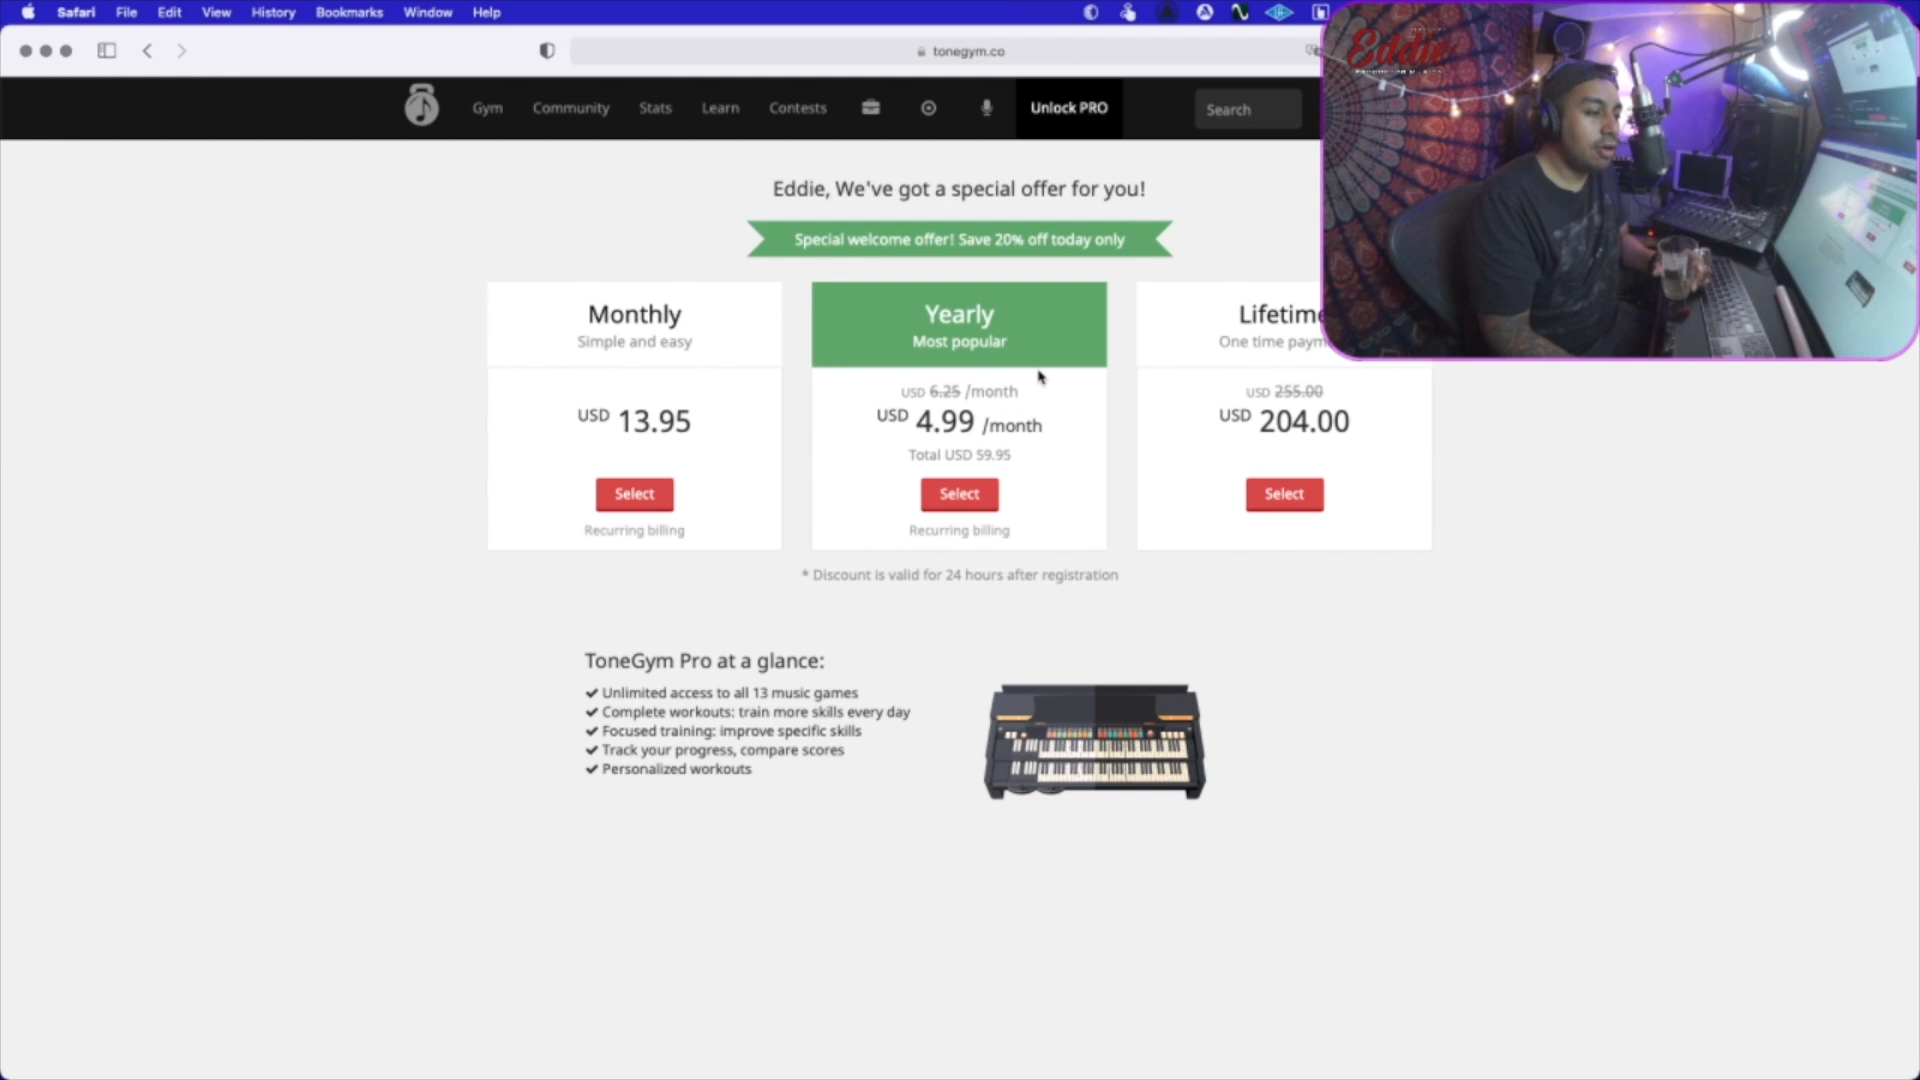 Safari File Edit View History Bookmarks Window Help
tonegym.co
Eddie
Gym Community Stats Learn Contests Unlock PRO Search
Eddie, We've got a special offer for you!
Special welcome offer! Save 20% off today only
Monthly
Simple and easy
USD 13.95
Select
Recurring billing
Yearly
Most popular
USD 6.25 /month
USD 4.99 /month
Total USD 59.95
Select
Recurring billing
Lifetime
One time paym
USD 255.00
USD 204.00
Select
* Discount is valid for 24 hours after registration
ToneGym Pro at a glance:
✔ Unlimited access to all 13 music games
✔ Complete workouts: train more skills every day
✔ Focused training: improve specific skills
✔ Track your progress, compare scores
✔ Personalized workouts